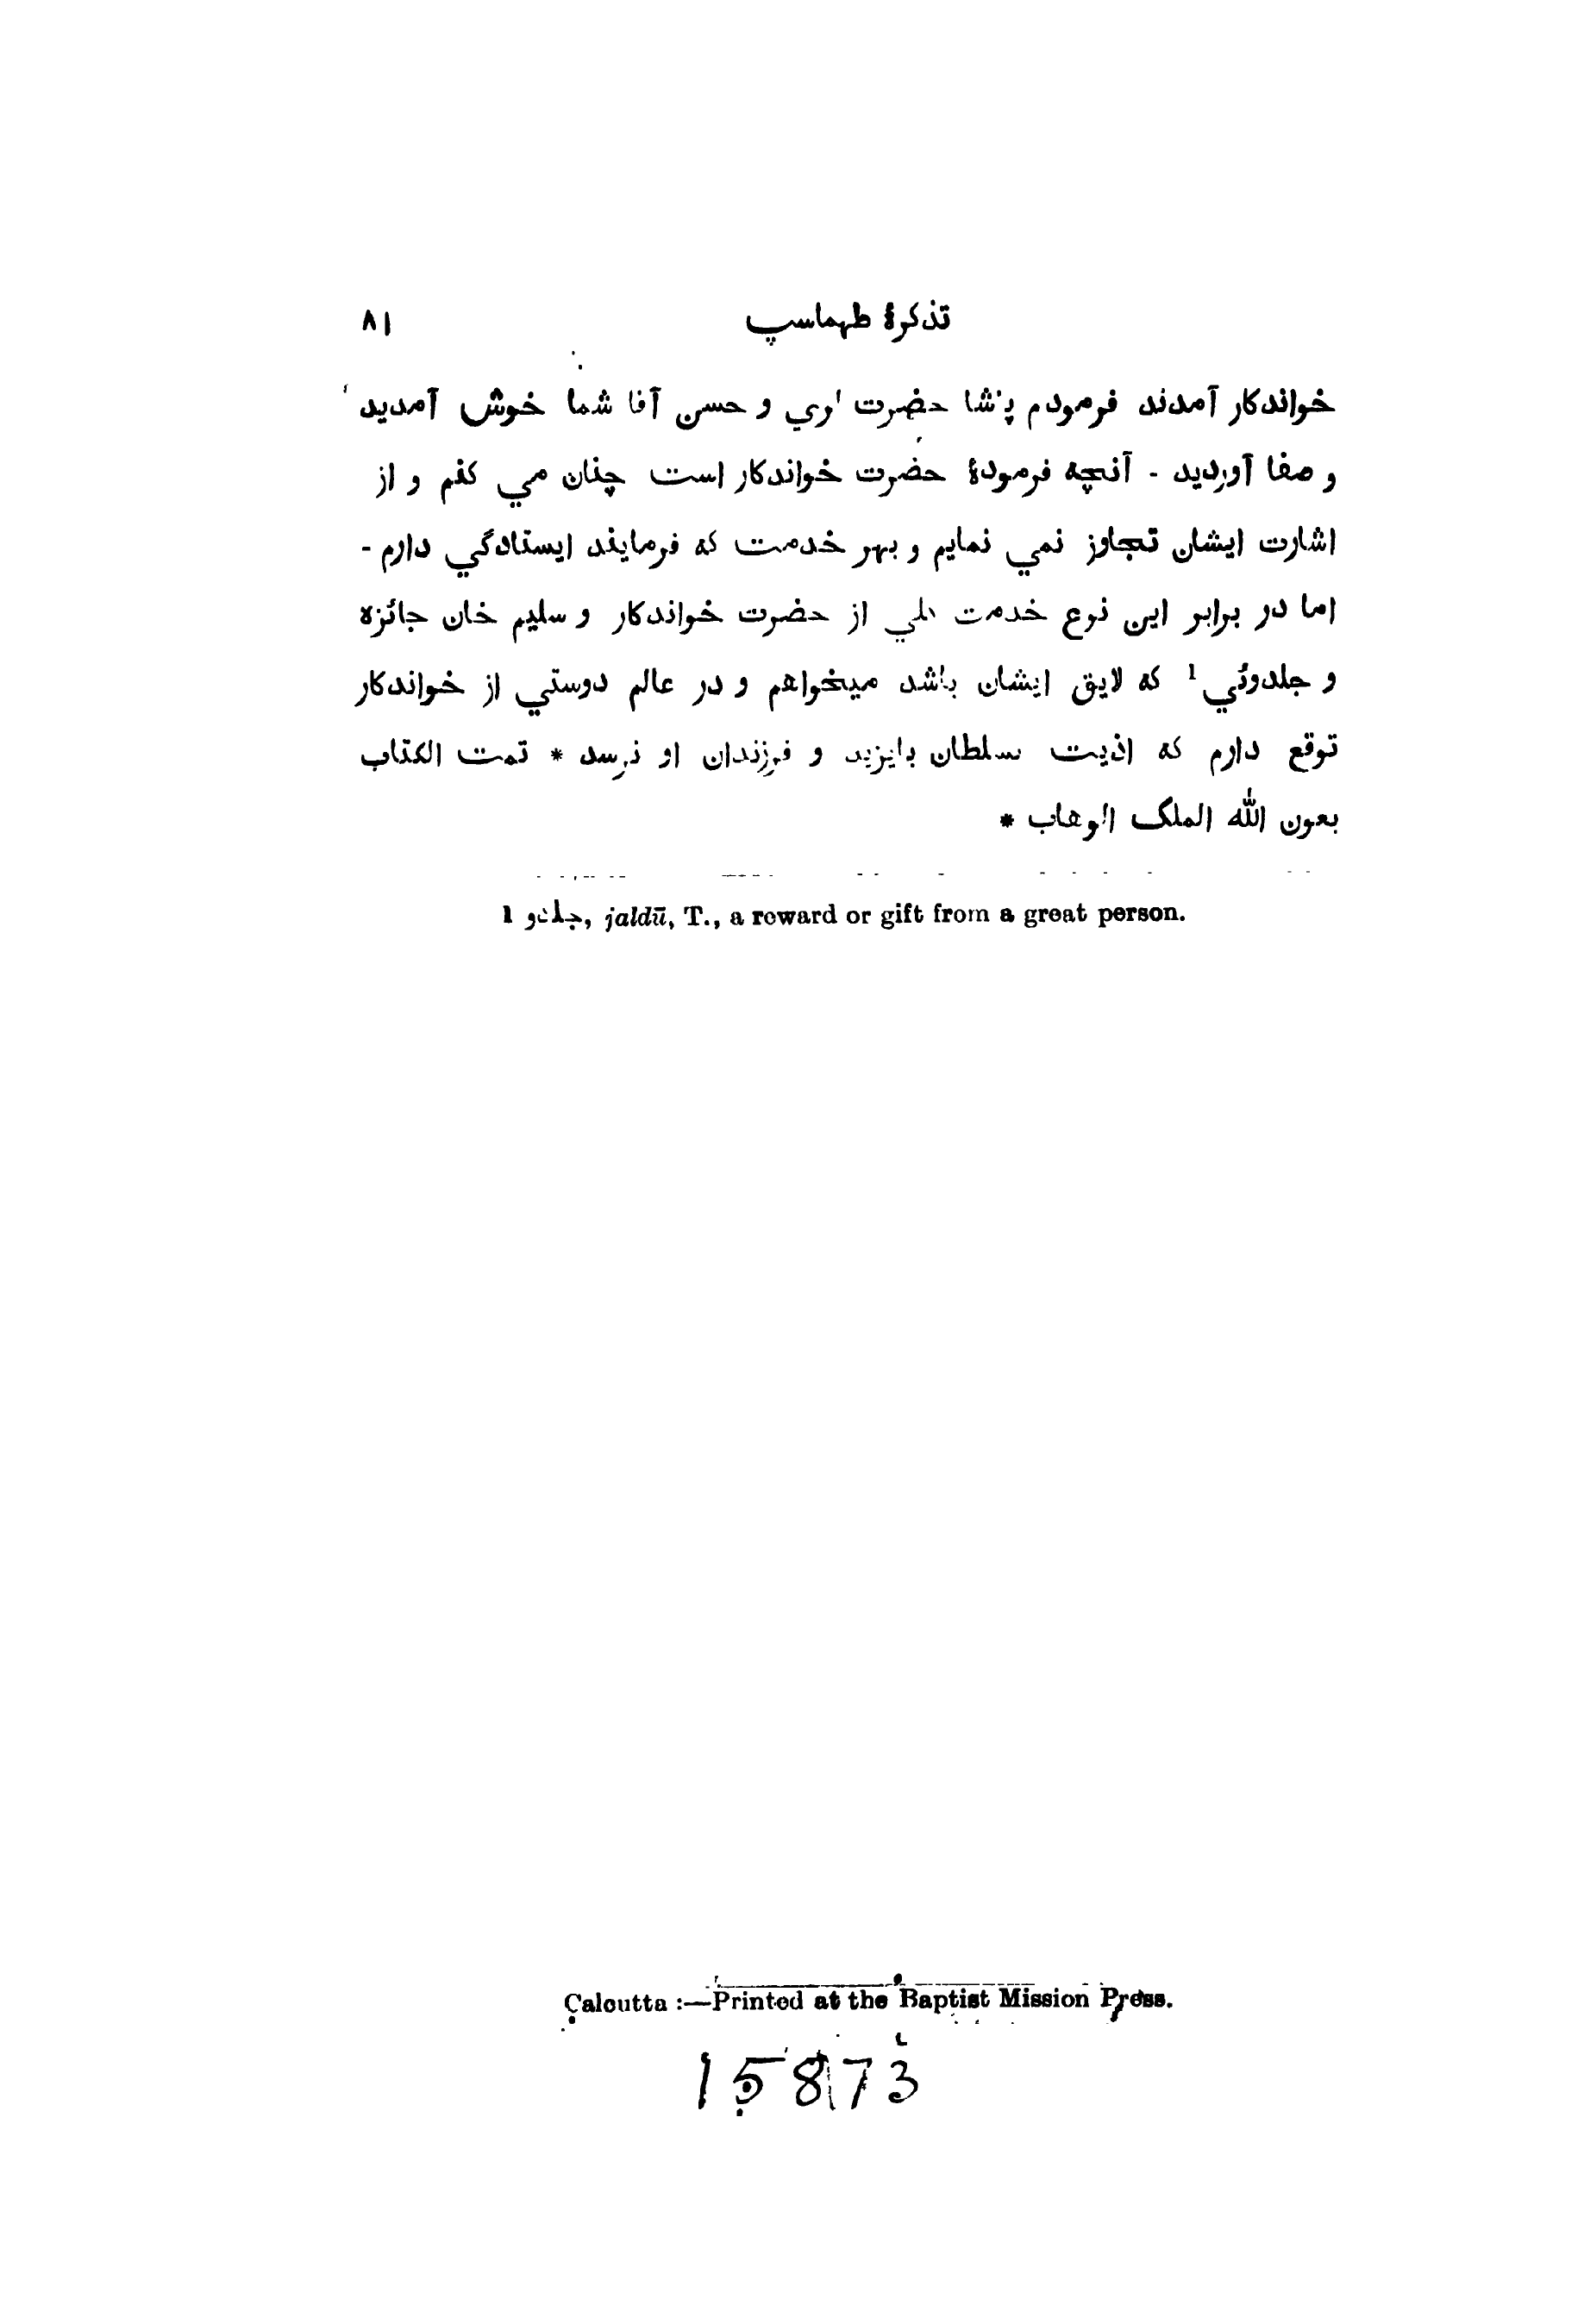 تذكرهٔ طهماسپ ۸۱
خواندكار آمدند فرمودم پاشا حضرت لري و حسن آقا شما خوش آمديد
و صفا آورديد - آنچه فرمودهٔ حضرت خواندكار است چنان مي كنم و از
اشارت ايشان تجاوز نمي نمايم و بهر خدمت كه فرمايند ايستادگي دارم -
اما در برابر اين نوع خدمت از حضرت خواندكار و سليم خان جائزه
و جلدوئي 1 كه لايق ايشان باشد ميخواهم و در عالم دوستي از خواندكار
توقع دارم كه اذيت بسلطان بايزيد و فرزندان او نرسد * تمت الكتاب
بعون الله الملک الوهاب *
1 جلدو, jaldū, T., a reward or gift from a great person.
Calcutta :—Printed at the Baptist Mission Press.
15873